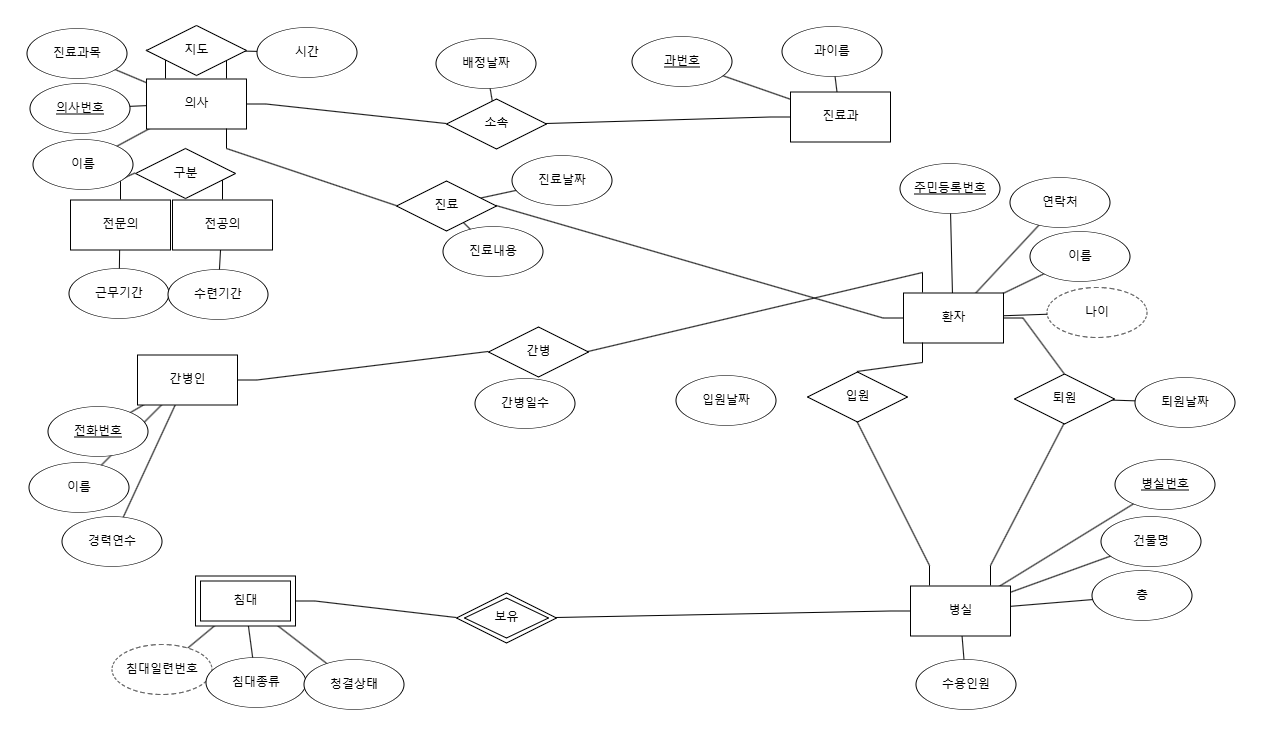 지도
시간
진료과목
의사번호
이름
의사
배정날짜
소속
과번호
과이름
진료과
구분
전문의
전공의
근무기간
수련기간
진료
진료날짜
진료내용
주민등록번호
연락처
이름
나이
환자
간병인
간병
간병일수
전화번호
이름
경력연수
입원날짜
입원
퇴원
퇴원날짜
병실번호
건물명
층
병실
수용인원
침대
보유
침대일련번호
침대종류
청결상태